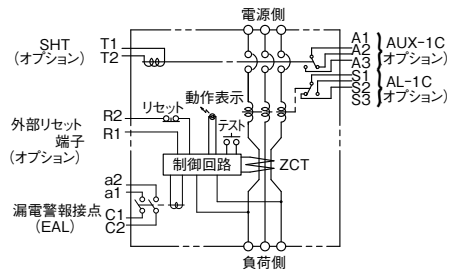 電源側
SHT
(オプション)
T1
T2
A1
A2
A3
AUX-1C
(オプション)
S1
S2
S3
AL-1C
オプション)
動作表示
リセット
テスト
R2
R1
外部リセット
端子
(オプション)
制御回路
ZCT
a2
a1
C1
C2
漏電警報接点
(EAL)
負荷側